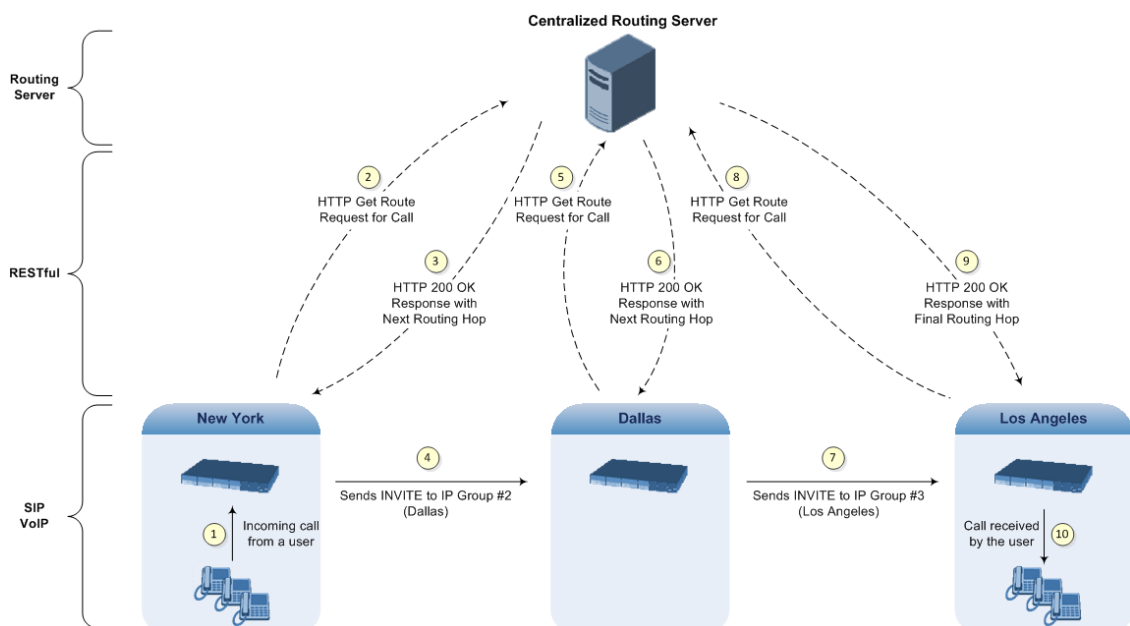 Centralized Routing Server
Routing
Server
2
HTTP Get Route
Request for Call
5
HTTP Get Route
Request for Call
8
HTTP Get Route
Request for Call
RESTful
3
HTTP 200 OK
Response with
Next Routing Hop
6
HTTP 200 OK
Response with
Next Routing Hop
9
HTTP 200 OK
Response with
Final Routing Hop
New York
Dallas
Los Angeles
4
Sends INVITE to IP Group #2
(Dallas)
7
Sends INVITE to IP Group #3
(Los Angeles)
SIP
VoIP
1
Incoming call
from a user
Call received
by the user
10